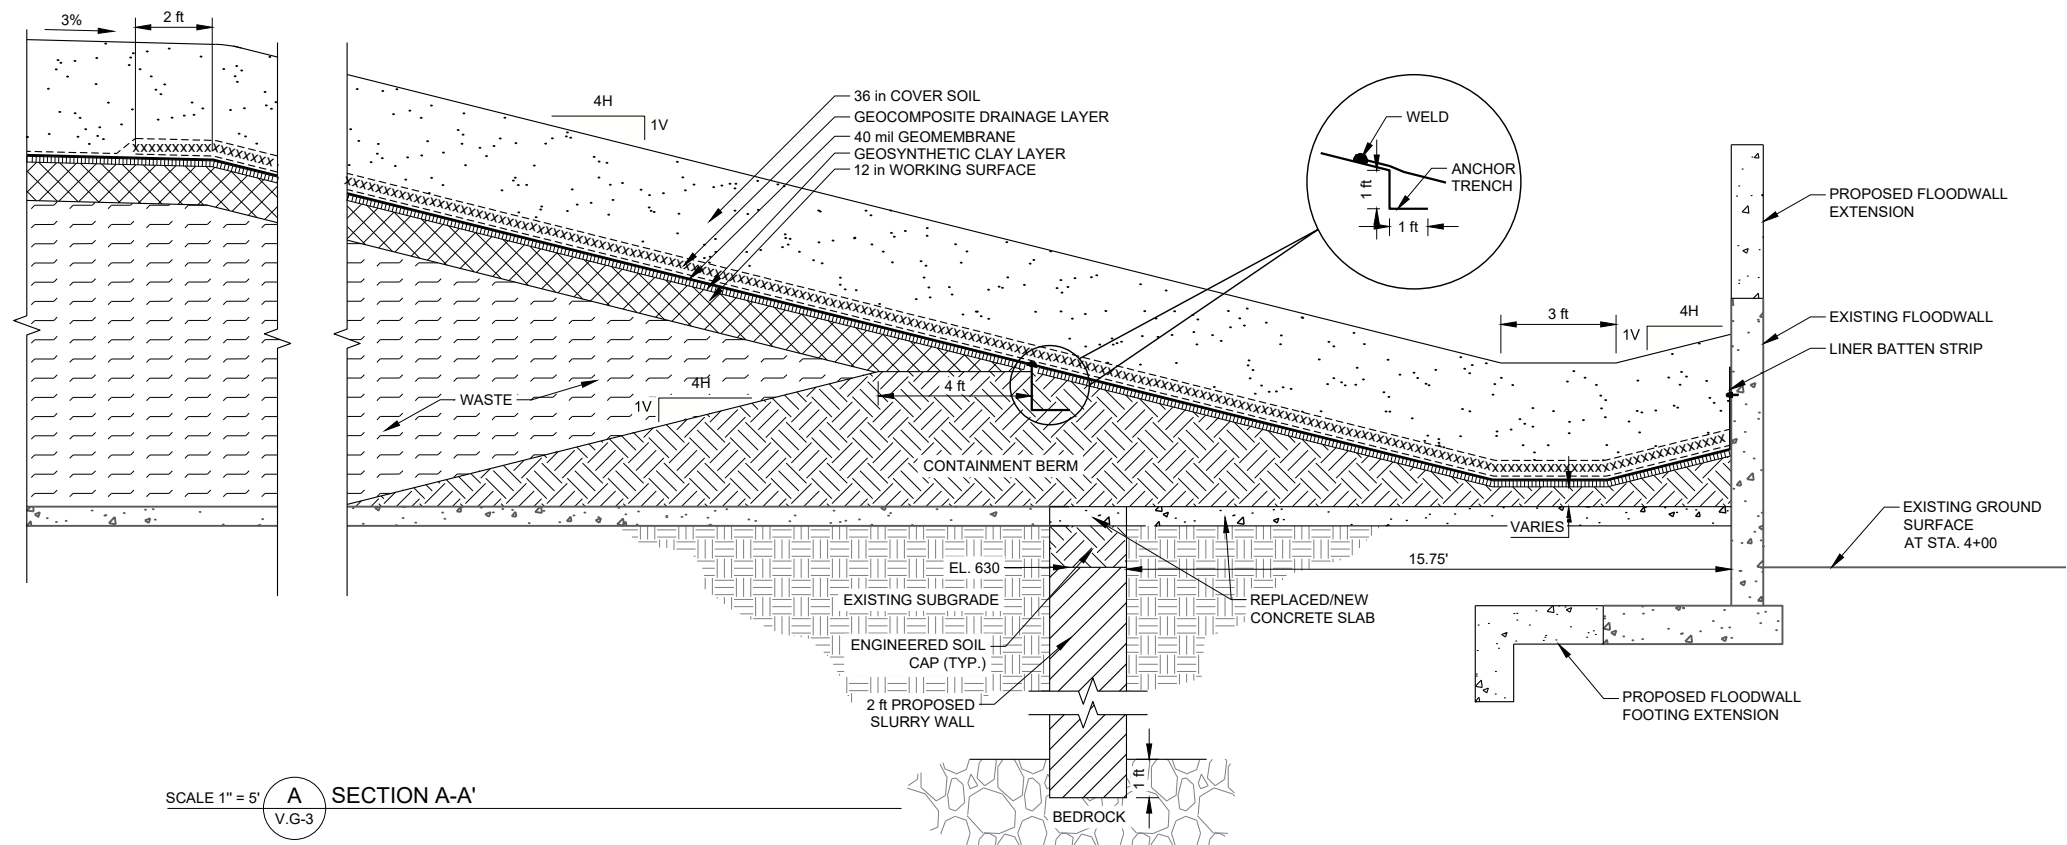 3%
2 ft
4H
1V
36 in COVER SOIL
GEOCOMPOSITE DRAINAGE LAYER
40 mil GEOMEMBRANE
GEOSYNTHETIC CLAY LAYER
12 in WORKING SURFACE
WELD
ANCHOR
TRENCH
1 ft
1 ft
PROPOSED FLOODWALL
EXTENSION
3 ft
4H
1V
EXISTING FLOODWALL
LINER BATTEN STRIP
WASTE
4H
1V
4 ft
CONTAINMENT BERM
VARIES
EXISTING GROUND
SURFACE
AT STA. 4+00
EL. 630
15.75'
EXISTING SUBGRADE
REPLACED/NEW
CONCRETE SLAB
ENGINEERED SOIL
CAP (TYP.)
2 ft PROPOSED
SLURRY WALL
PROPOSED FLOODWALL
FOOTING EXTENSION
1 ft
BEDROCK
SCALE 1" = 5'
A
V.G-3
SECTION A-A'